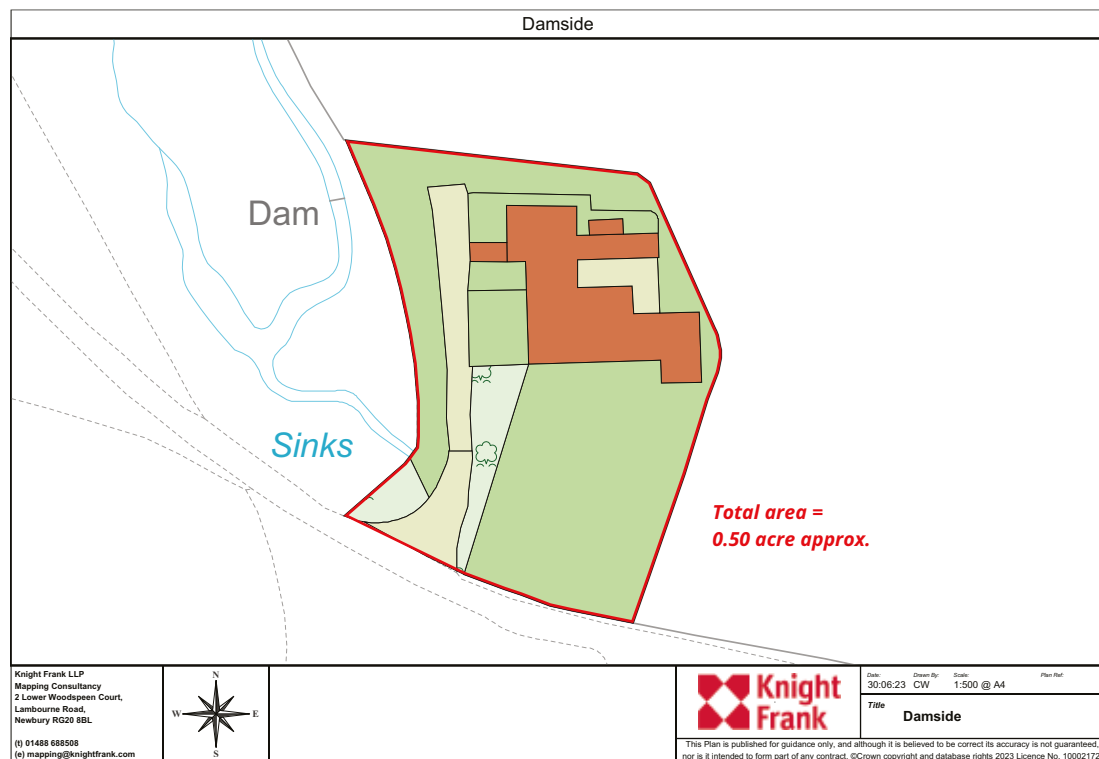 Damside
Dam
Sinks
Total area =
0.50 acre approx.
Knight Frank LLP
Mapping Consultancy
2 Lower Woodspeen Court,
Lambourne Road,
Newbury RG20 8BL
(t) 01488 688508
(e) mapping@knightfrank.com
N
W E
S
Knight
Frank
Date: Drawn By: Scale: Plan Ref:
30:06:23 CW 1:500 @ A4
Title
Damside
This Plan is published for guidance only, and although it is believed to be correct its accuracy is not guaranteed,
nor is it intended to form part of any contract. ©Crown copyright and database rights 2023 Licence No. 10002172